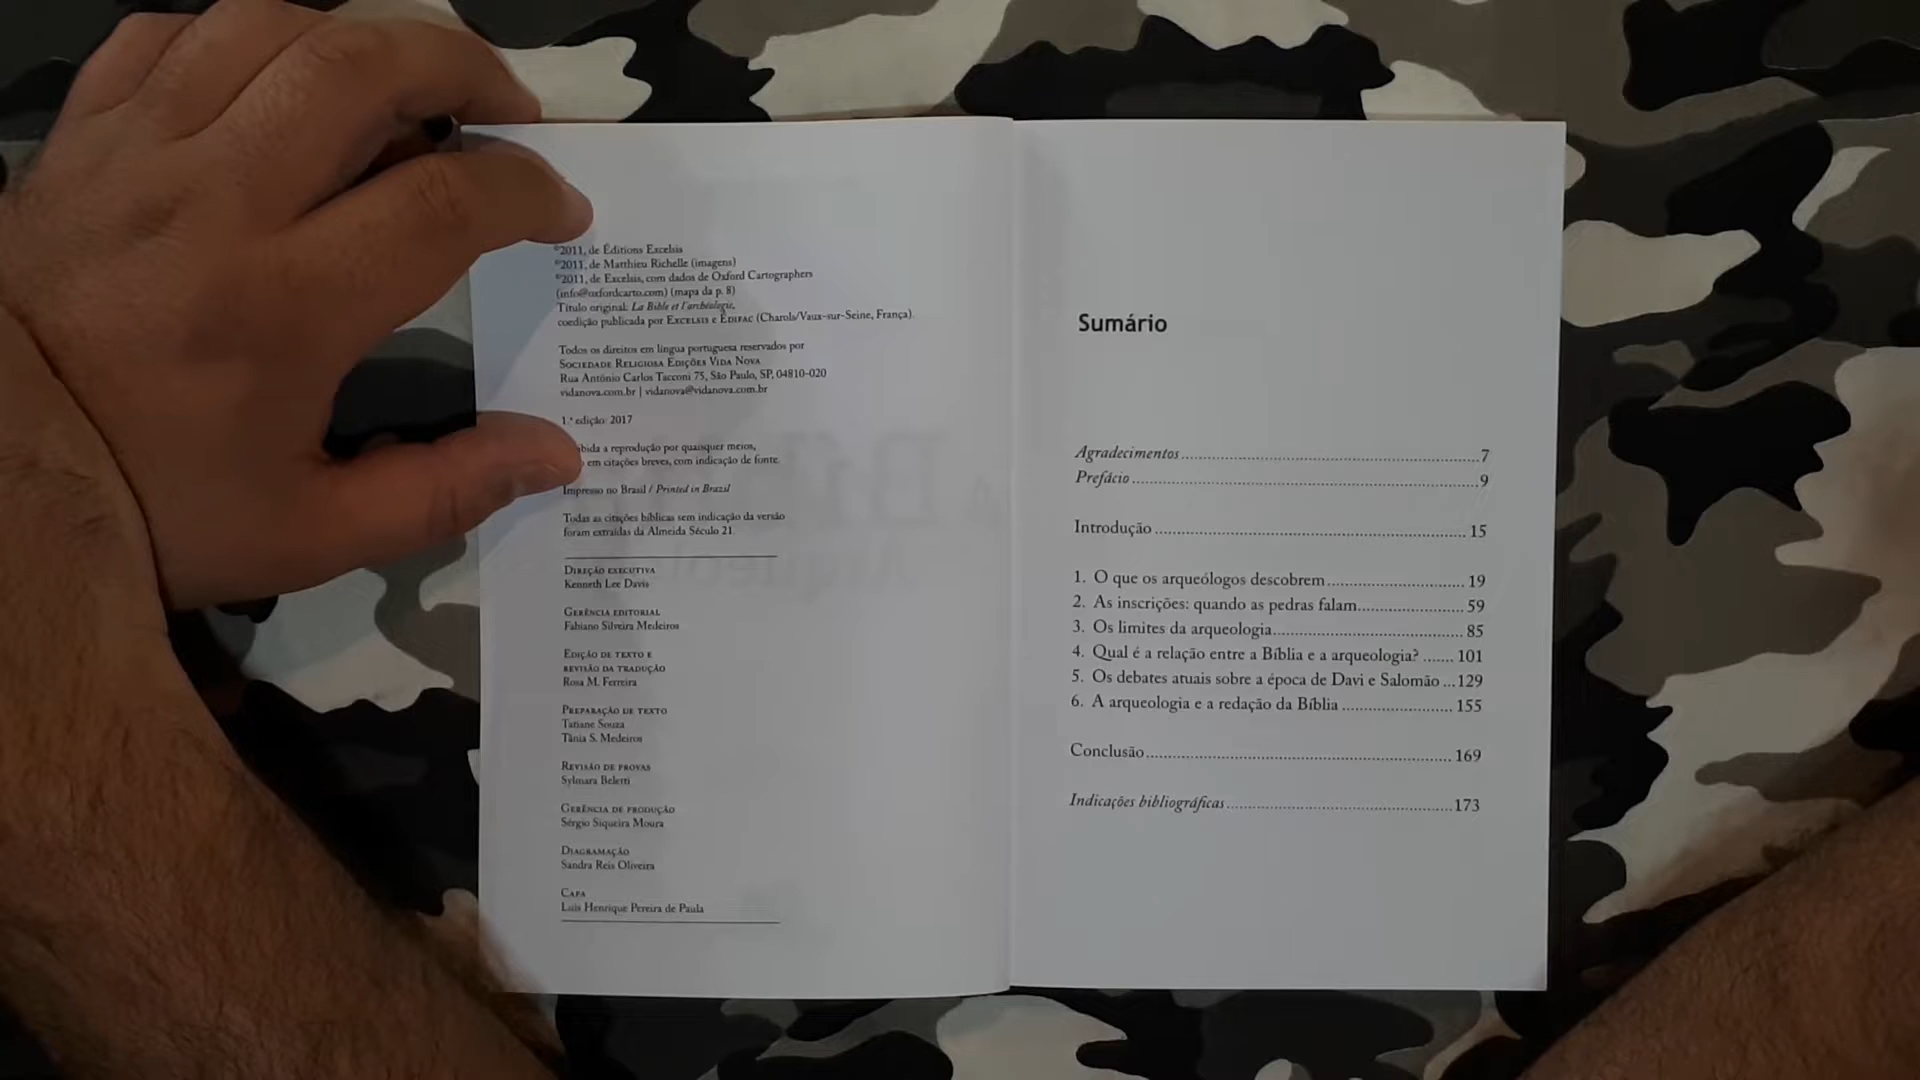 ©2011, de Éditions Excelsis
©2011, de Matthieu Richelle (imagens)
©2011, de Excelsis, com dados de Oxford Cartographers
(info@oxfordcarto.com) (mapa da p. 8)
Título original: La Bible et l'archéologie,
coedição publicada por Excelsis e Édifac (Charols/Vaux-sur-Seine, França).
Todos os direitos em língua portuguesa reservados por
Sociedade Religiosa Edições Vida Nova
Rua Antônio Carlos Tacconi 75, São Paulo, SP, 04810-020
vidanova.com.br | vidanova@vidanova.com.br
1.ª edição: 2017
a reprodução por quaisquer meios,
em citações breves, com indicação de fonte.
Impresso no Brasil / Printed in Brazil
Todas as citações bíblicas sem indicação da versão
foram extraídas da Almeida Século 21.
Direção executiva
Kenneth Lee Davis
Gerência editorial
Fabiano Silveira Medeiros
Edição de texto e
revisão da tradução
Rosa M. Ferreira
Preparação de texto
Tatiane Souza
Tânia S. Medeiros
Revisão de provas
Sylmara Beletti
Gerência de produção
Sérgio Siqueira Moura
Diagramação
Sandra Reis Oliveira
Capa
Luis Henrique Pereira de Paula
Sumário
Agradecimentos 7
Prefácio 9
Introdução 15
1. O que os arqueólogos descobrem 19
2. As inscrições: quando as pedras falam 59
3. Os limites da arqueologia 85
4. Qual é a relação entre a Bíblia e a arqueologia? 101
5. Os debates atuais sobre a época de Davi e Salomão 129
6. A arqueologia e a redação da Bíblia 155
Conclusão 169
Indicações bibliográficas 173